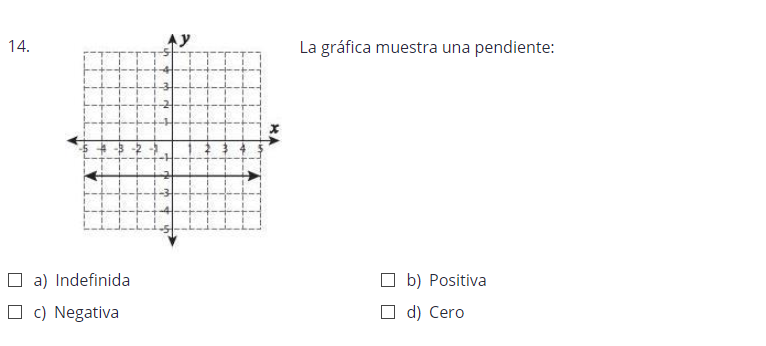 14.
La gráfica muestra una pendiente:
y
5
4
3
2
1
x
-5 -4 -3 -2 -1 1 2 3 4 5
-1
-2
-3
-4
-5
a) Indefinida
b) Positiva
c) Negativa
d) Cero